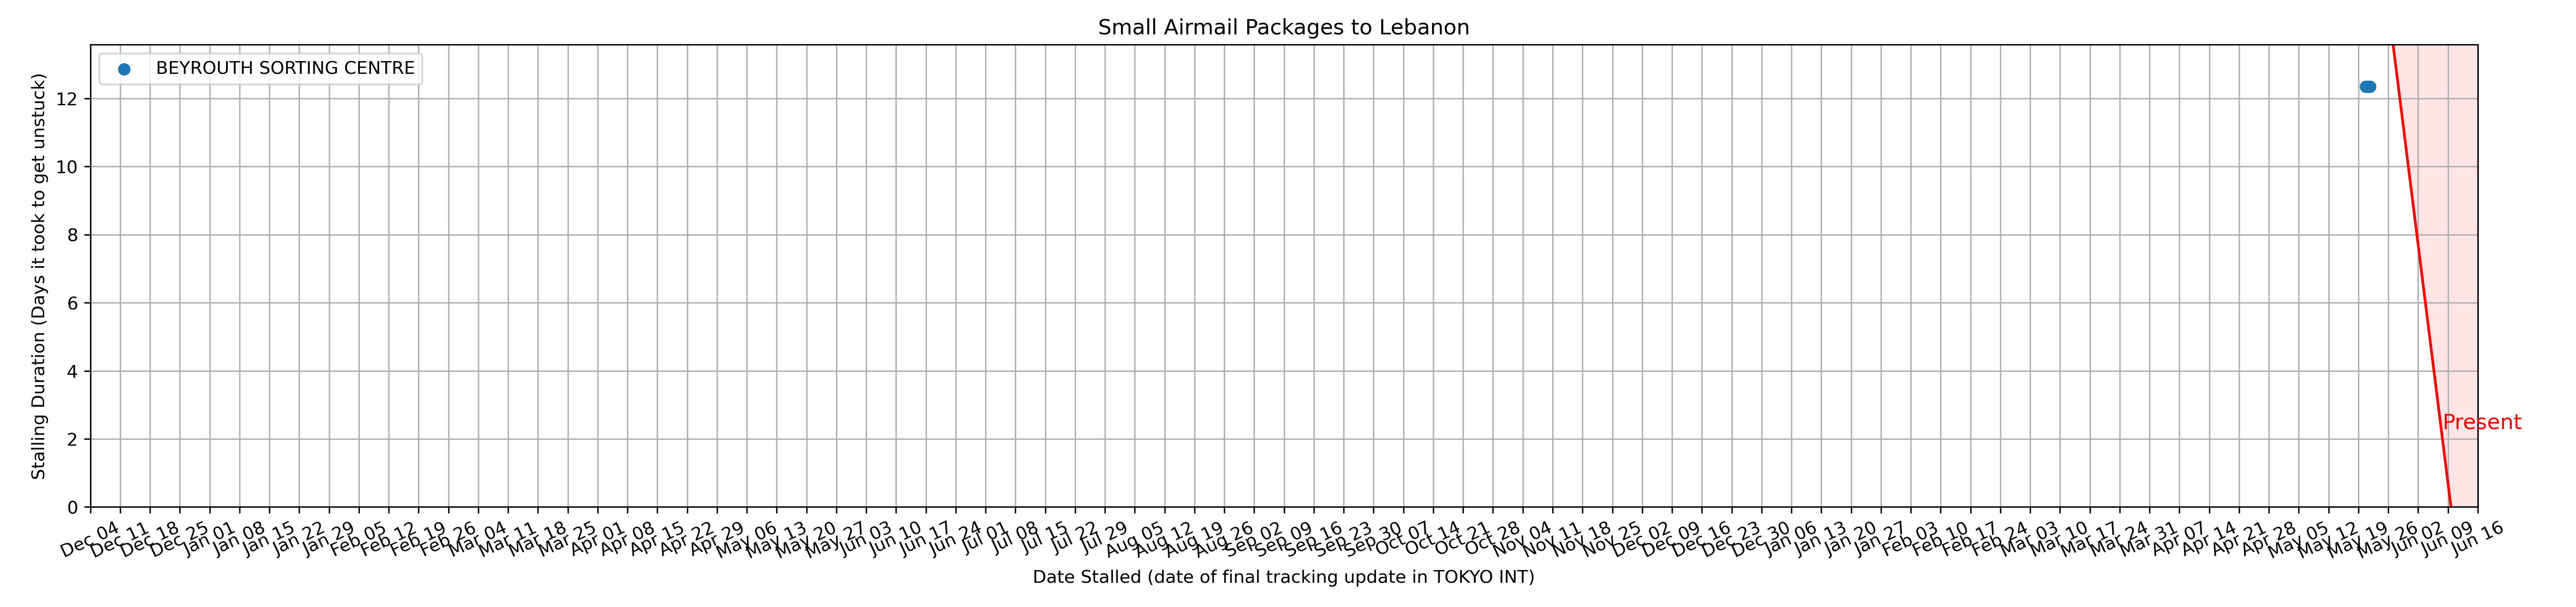 Small Airmail Packages to Lebanon
BEYROUTH SORTING CENTRE
Stalling Duration (Days it took to get unstuck)
12
10
8
6
4
2
0
Present
Dec 04 Dec 11 Dec 18 Dec 25 Jan 01 Jan 08 Jan 15 Jan 22 Jan 29 Feb 05 Feb 12 Feb 19 Feb 26 Mar 04 Mar 11 Mar 18 Mar 25 Apr 01 Apr 08 Apr 15 Apr 22 Apr 29 May 06 May 13 May 20 May 27 Jun 03 Jun 10 Jun 17 Jun 24 Jul 01 Jul 08 Jul 15 Jul 22 Jul 29 Aug 05 Aug 12 Aug 19 Aug 26 Sep 02 Sep 09 Sep 16 Sep 23 Sep 30 Oct 07 Oct 14 Oct 21 Oct 28 Nov 04 Nov 11 Nov 18 Nov 25 Dec 02 Dec 09 Dec 16 Dec 23 Dec 30 Jan 06 Jan 13 Jan 20 Jan 27 Feb 03 Feb 10 Feb 17 Feb 24 Mar 03 Mar 10 Mar 17 Mar 24 Mar 31 Apr 07 Apr 14 Apr 21 Apr 28 May 05 May 12 May 19 May 26 Jun 02 Jun 09 Jun 16
Date Stalled (date of final tracking update in TOKYO INT)